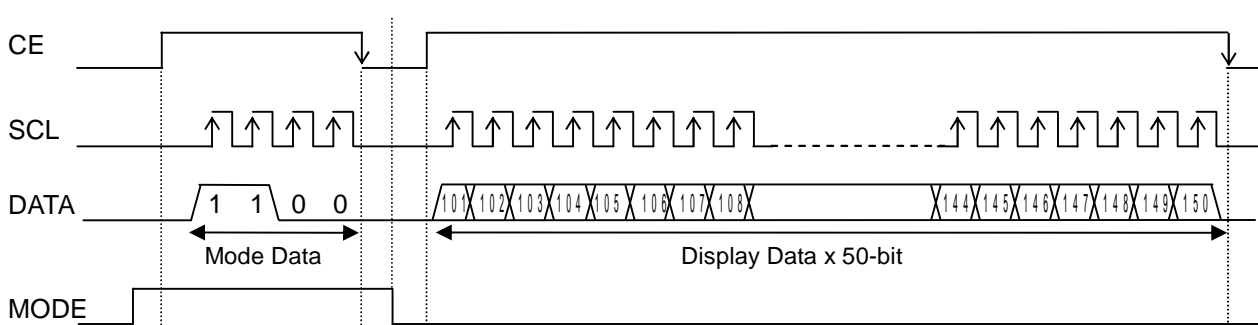 CE
SCL
DATA
1 1 0 0
101 102 103 104 105 106 107 108
144 145 146 147 148 149 150
Mode Data
Display Data x 50-bit
MODE